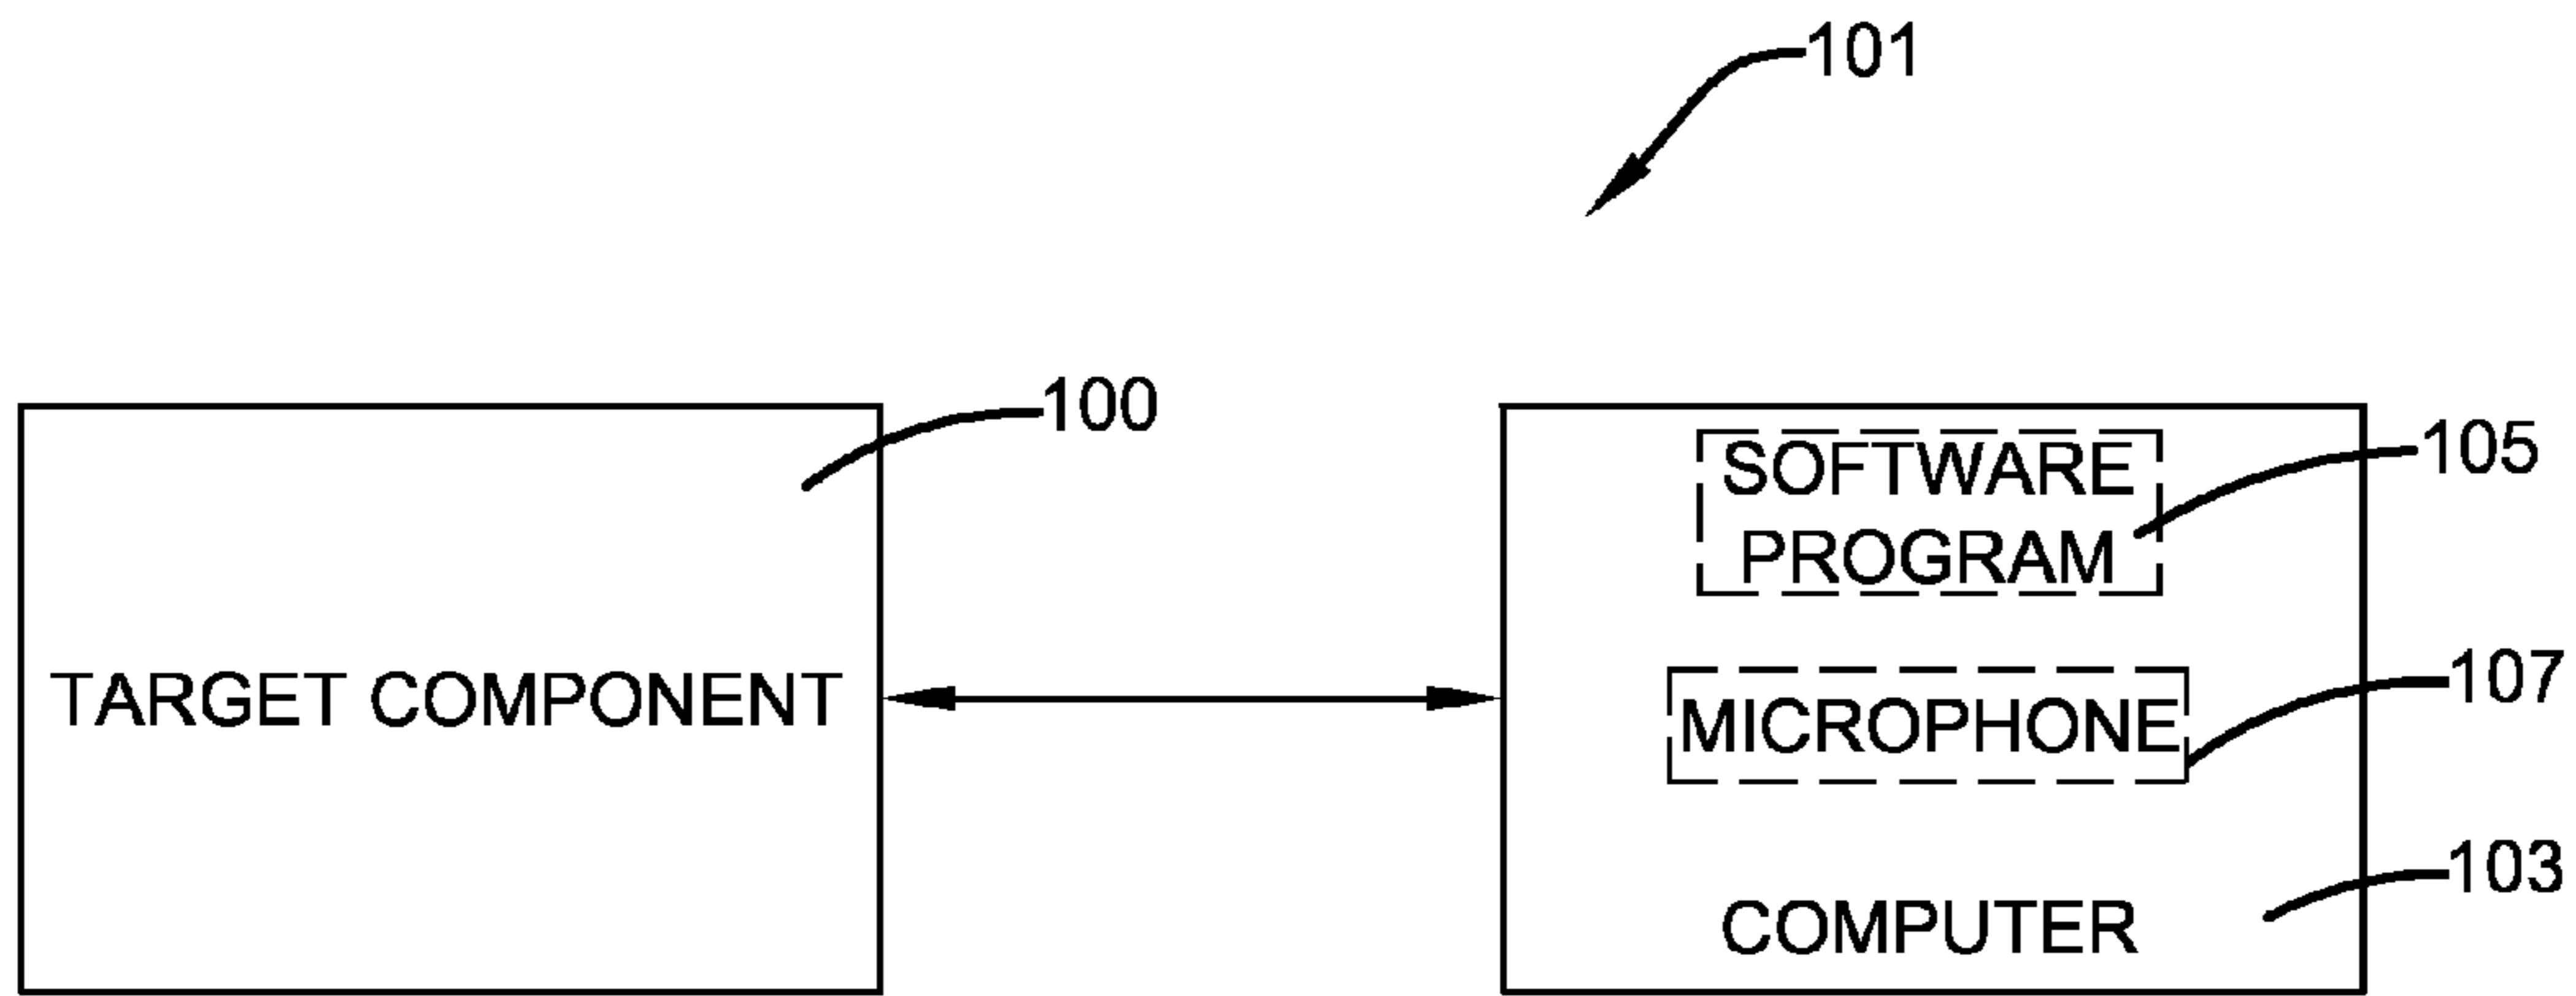 101
100
TARGET COMPONENT
SOFTWARE
PROGRAM
105
MICROPHONE
107
COMPUTER
103